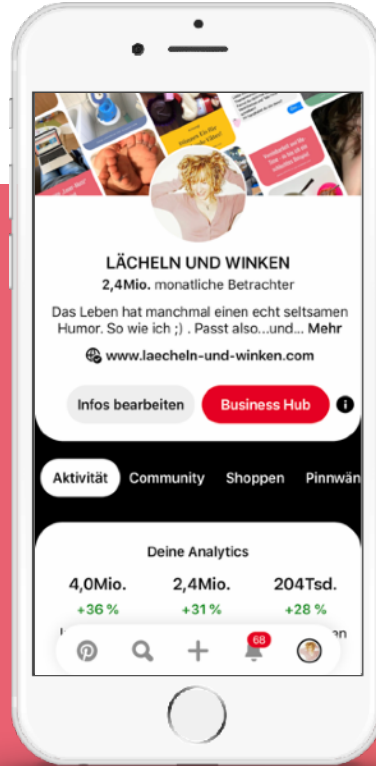 LÄCHELN UND WINKEN
2,4Mio. monatliche Betrachter
Das Leben hat manchmal einen echt seltsamen
Humor. So wie ich ;) . Passt also...und... Mehr
www.laecheln-und-winken.com
Infos bearbeiten Business Hub
Aktivität Community Shoppen Pinnwän
Deine Analytics
4,0Mio. 2,4Mio. 204Tsd.
+36 % +31 % +28 %
68